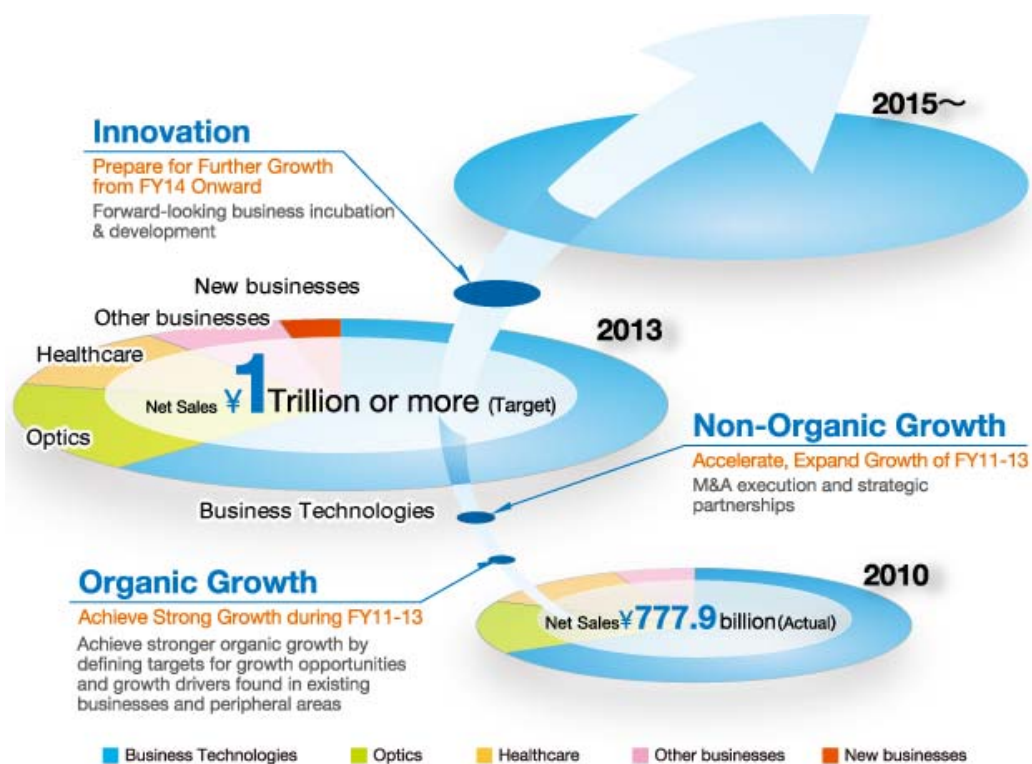 2015～
Innovation
Prepare for Further Growth
from FY14 Onward
Forward-looking business incubation
& development
New businesses
Other businesses
2013
Healthcare
Net Sales ¥1Trillion or more (Target)
Optics
Non-Organic Growth
Accelerate, Expand Growth of FY11-13
M&A execution and strategic
partnerships
Business Technologies
Organic Growth
Achieve Strong Growth during FY11-13
Achieve stronger organic growth by
defining targets for growth opportunities
and growth drivers found in existing
businesses and peripheral areas
2010
Net Sales¥777.9 billion(Actual)
Business Technologies
Optics
Healthcare
Other businesses
New businesses